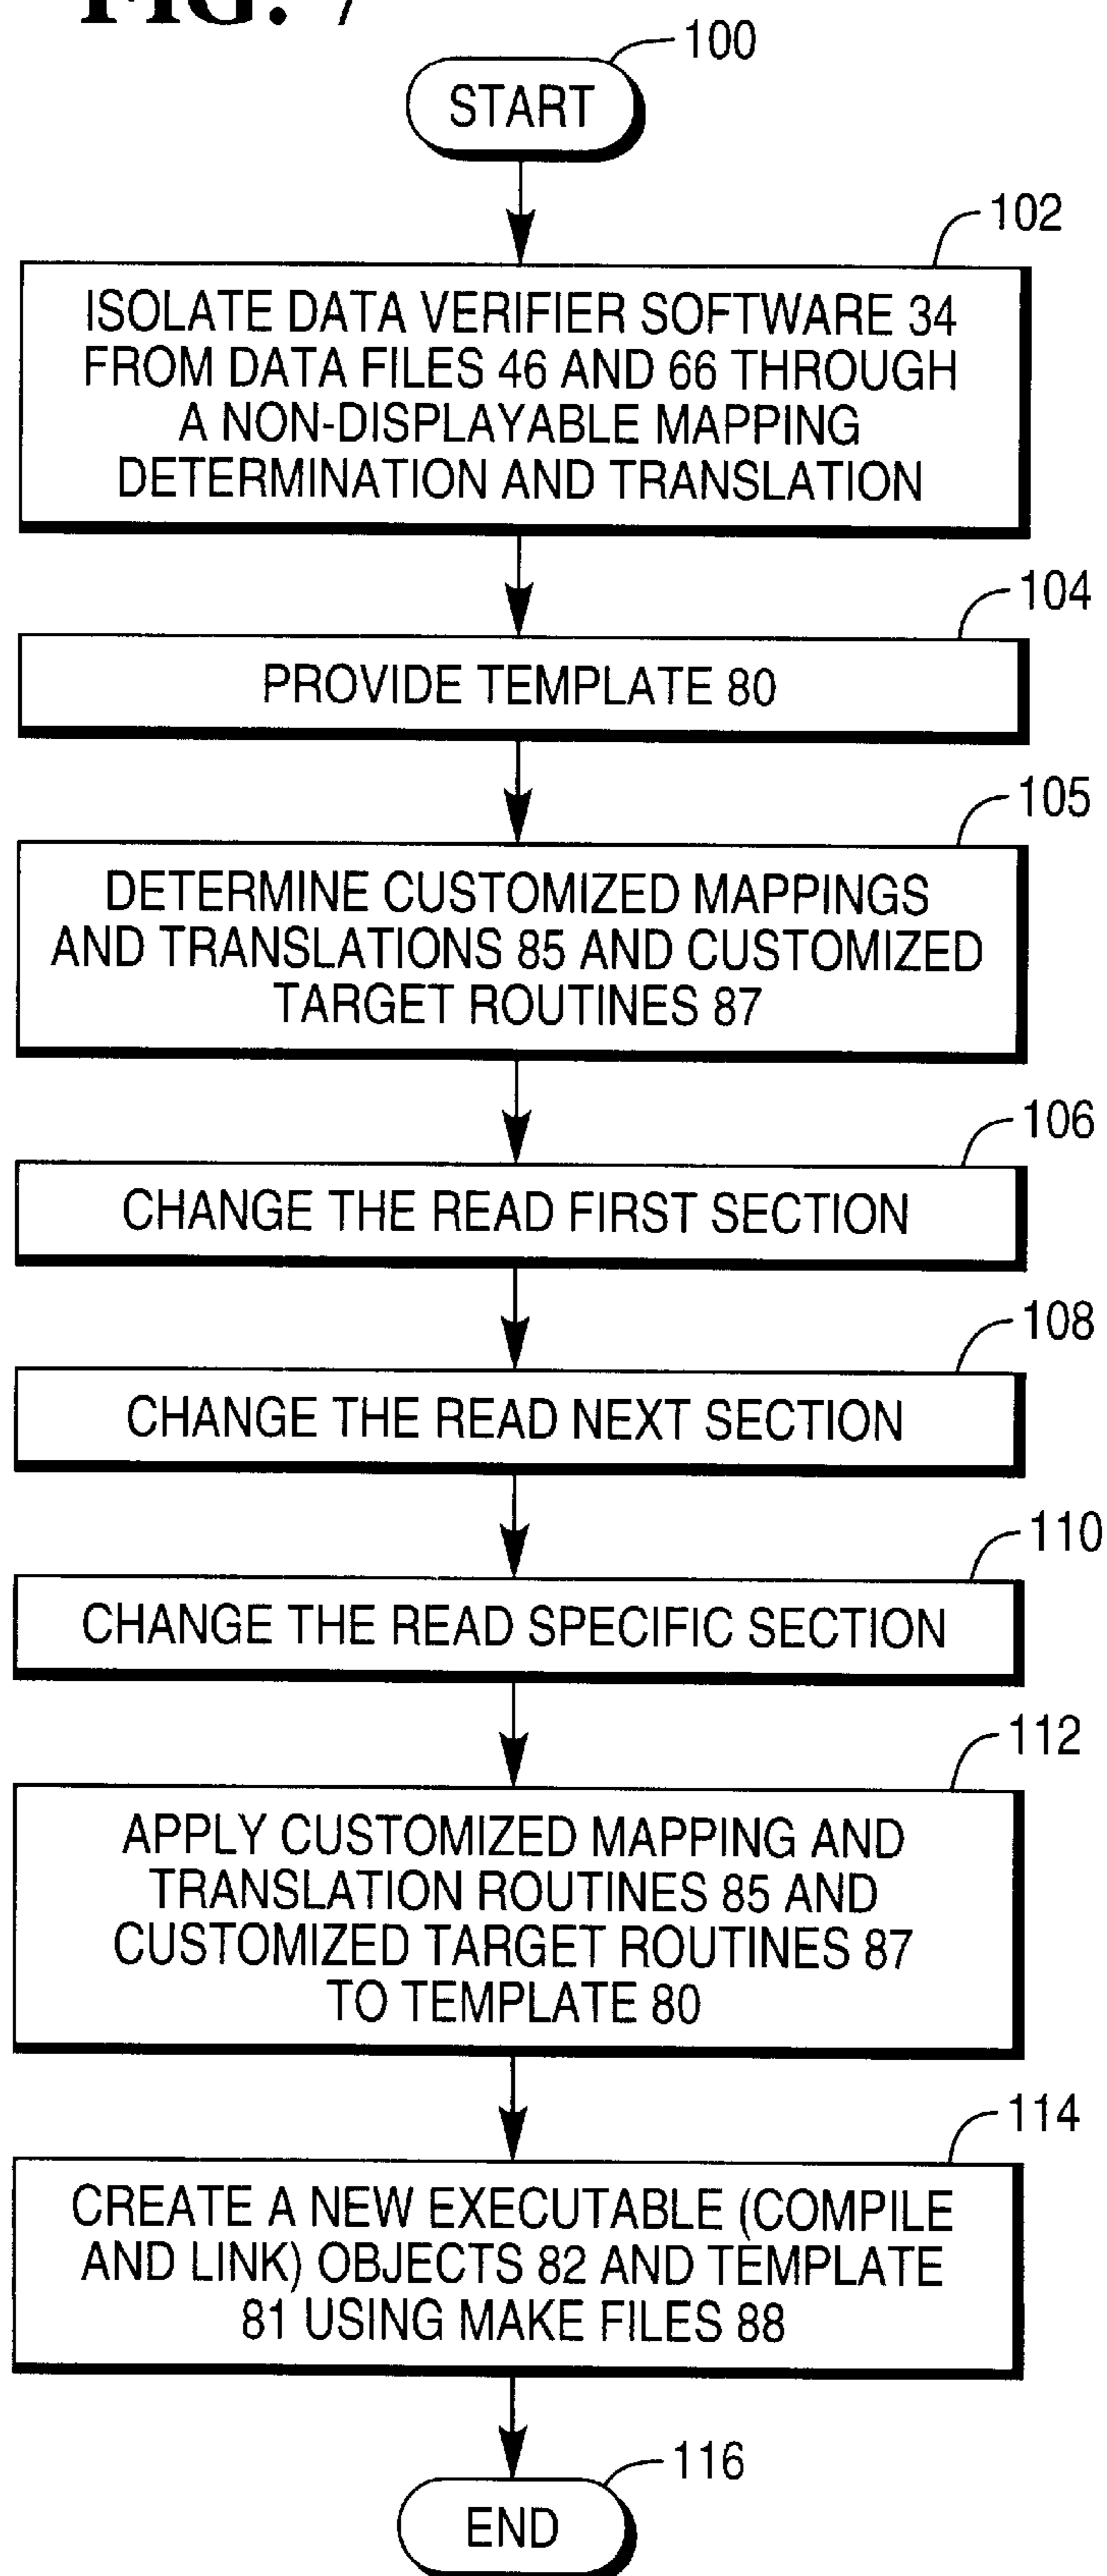 FIG. 7
100
START
102
ISOLATE DATA VERIFIER SOFTWARE 34
FROM DATA FILES 46 AND 66 THROUGH
A NON-DISPLAYABLE MAPPING
DETERMINATION AND TRANSLATION
104
PROVIDE TEMPLATE 80
105
DETERMINE CUSTOMIZED MAPPINGS
AND TRANSLATIONS 85 AND CUSTOMIZED
TARGET ROUTINES 87
106
CHANGE THE READ FIRST SECTION
108
CHANGE THE READ NEXT SECTION
110
CHANGE THE READ SPECIFIC SECTION
112
APPLY CUSTOMIZED MAPPING AND
TRANSLATION ROUTINES 85 AND
CUSTOMIZED TARGET ROUTINES 87
TO TEMPLATE 80
114
CREATE A NEW EXECUTABLE (COMPILE
AND LINK) OBJECTS 82 AND TEMPLATE
81 USING MAKE FILES 88
116
END